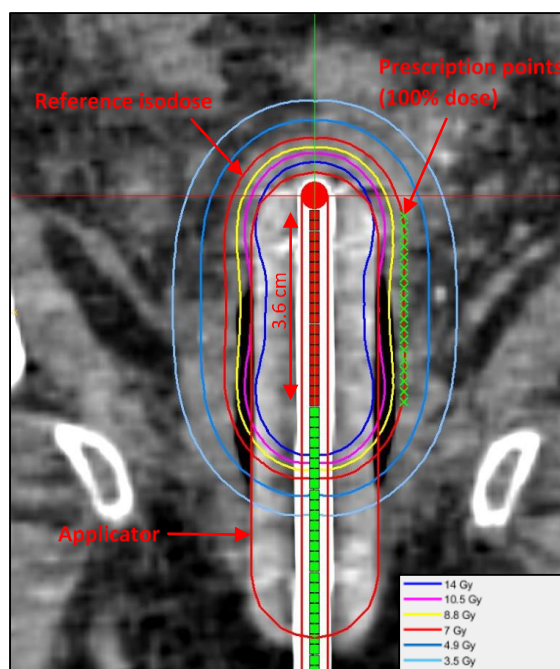 Prescription points
(100% dose)
Reference isodose
3.6 cm
Applicator
14 Gy
10.5 Gy
8.8 Gy
7 Gy
4.9 Gy
3.5 Gy